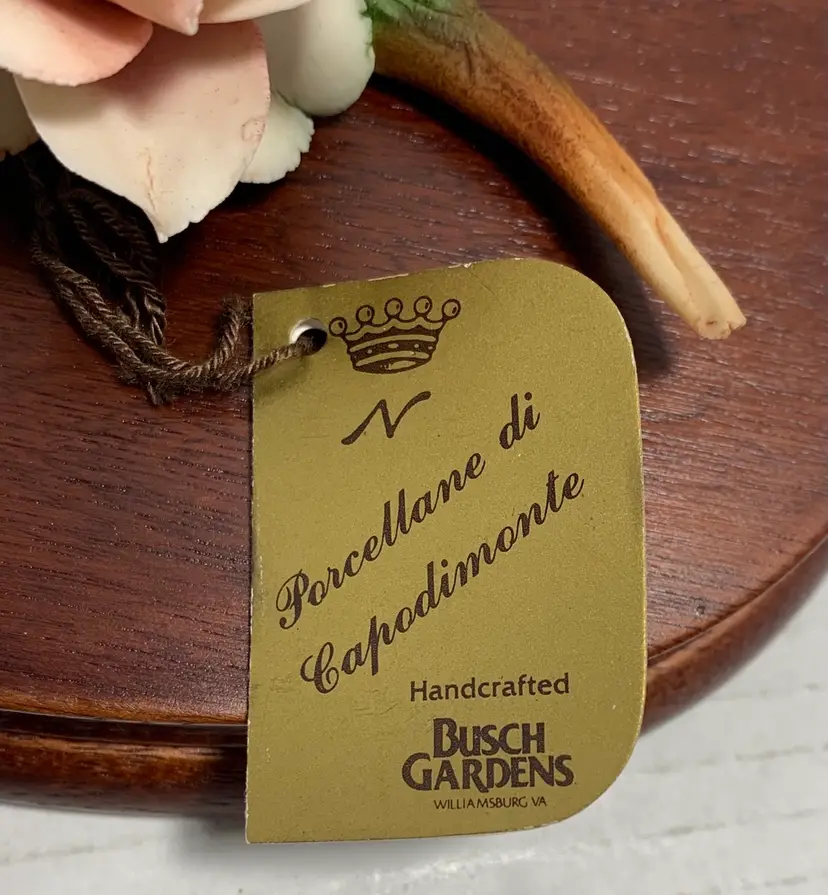 N
Porcellane di
Capodimonte
Handcrafted
BUSCH
GARDENS
WILLIAMSBURG VA